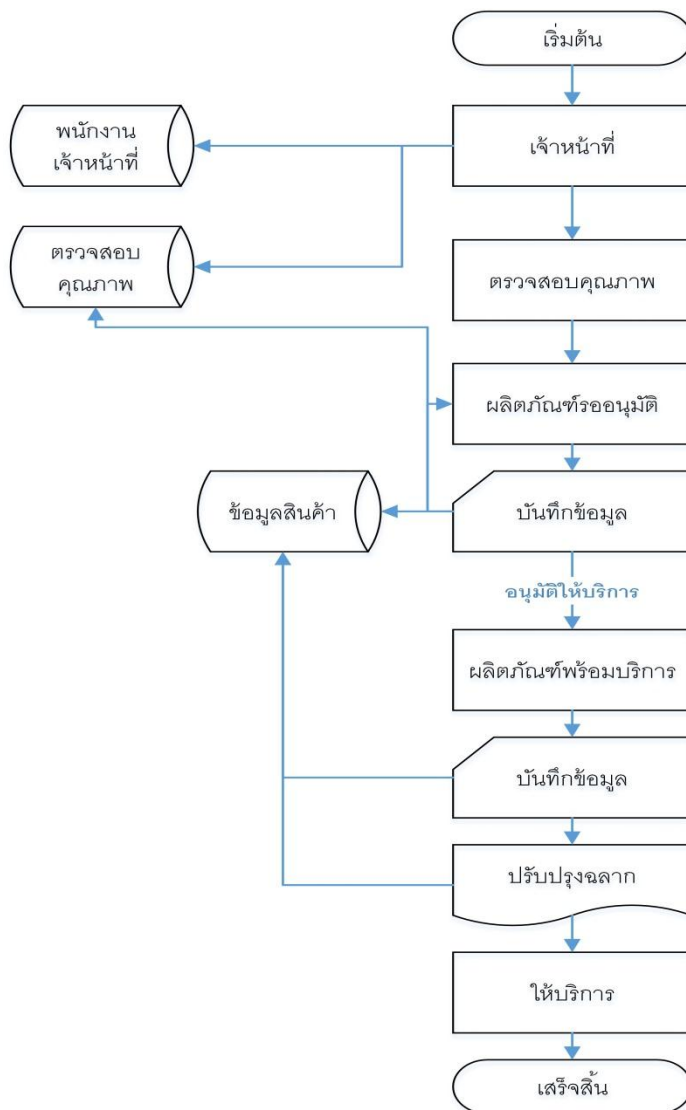 เริ่มต้น
พนักงาน
เจ้าหน้าที่
เจ้าหน้าที่
ตรวจสอบ
คุณภาพ
ตรวจสอบคุณภาพ
ผลิตภัณฑ์รออนุมัติ
ข้อมูลสินค้า
บันทึกข้อมูล
อนุมัติให้บริการ
ผลิตภัณฑ์พร้อมบริการ
บันทึกข้อมูล
ปรับปรุงฉลาก
ให้บริการ
เสร็จสิ้น